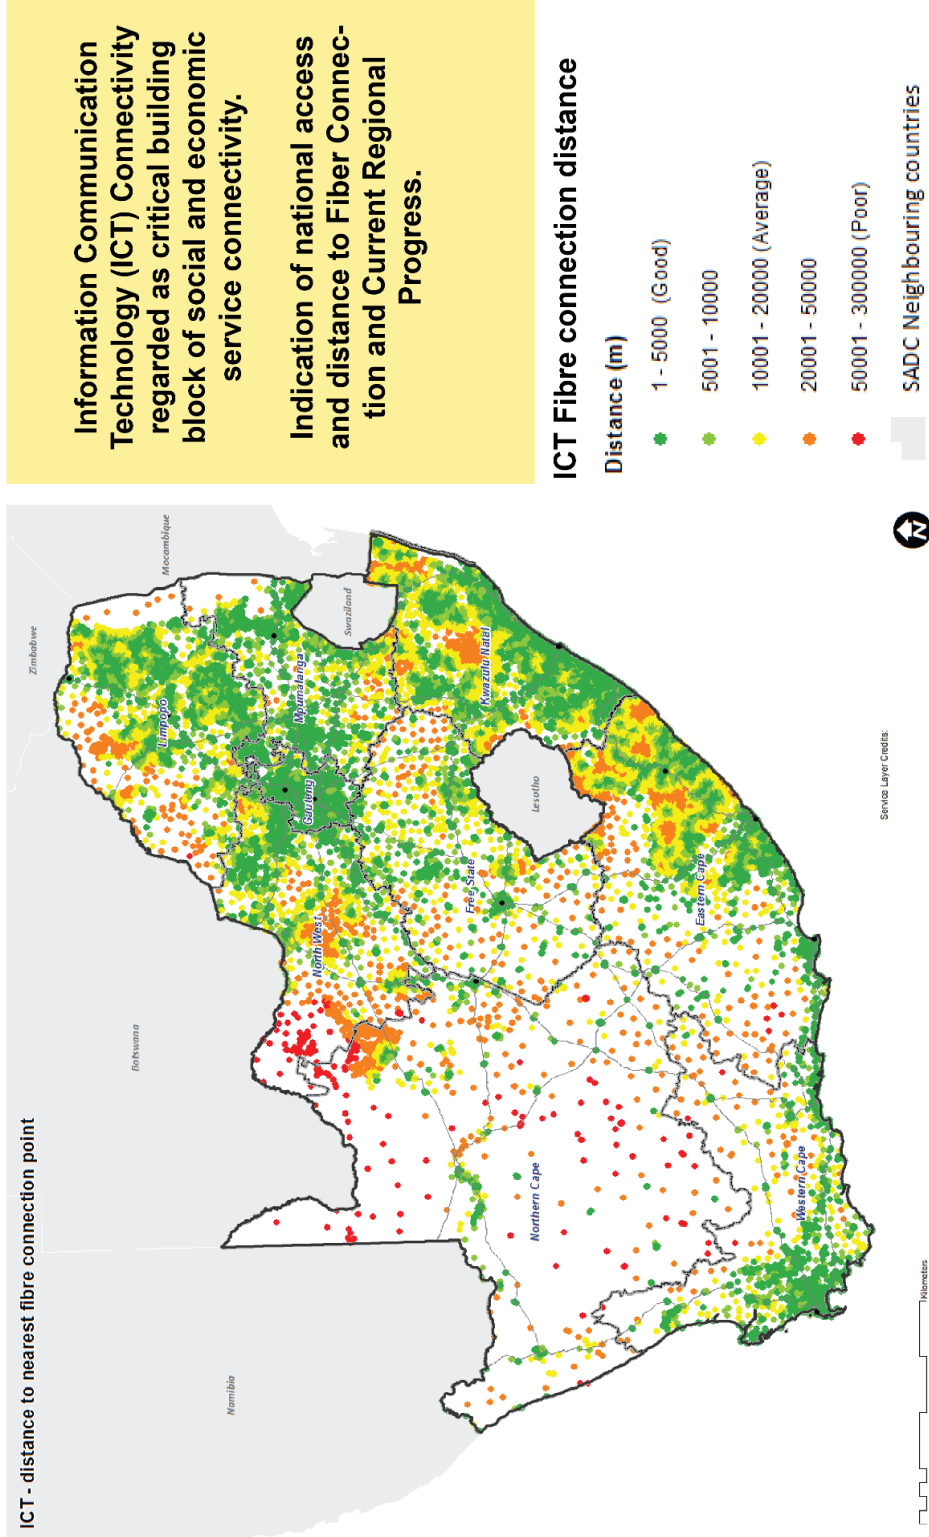 ICT - distance to nearest fibre connection point
Zimbabwe
Mocambique
Botswana
Namibia
Swaziland
Lesotho
Limpopo
Mpumalanga
Gauteng
North West
Kwazulu Natal
Free State
Eastern Cape
Northern Cape
Western Cape
Service Layer Credits:
Kilometers
Information Communication
Technology (ICT) Connectivity
regarded as critical building
block of social and economic
service connectivity.
Indication of national access
and distance to Fiber Connec-
tion and Current Regional
Progress.
ICT Fibre connection distance
Distance (m)
1 - 5000 (Good)
5001 - 10000
10001 - 20000 (Average)
20001 - 50000
50001 - 300000 (Poor)
SADC Neighbouring countries
N